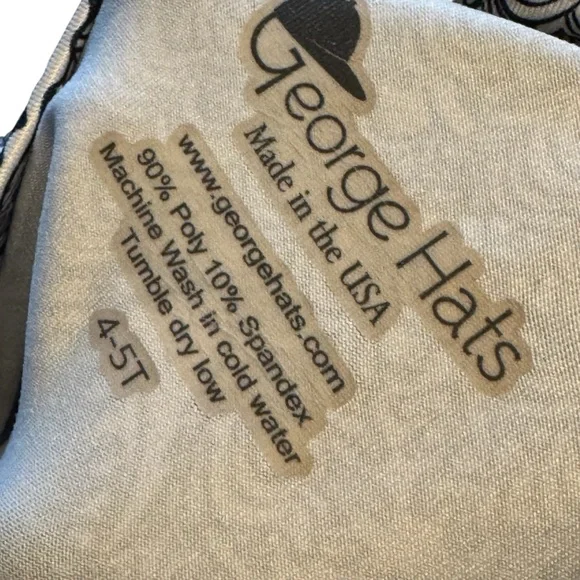 George Hats
Made in the USA
www.georgehats.com
90% Poly 10% Spandex
Machine Wash in cold water
Tumble dry low
4-5T